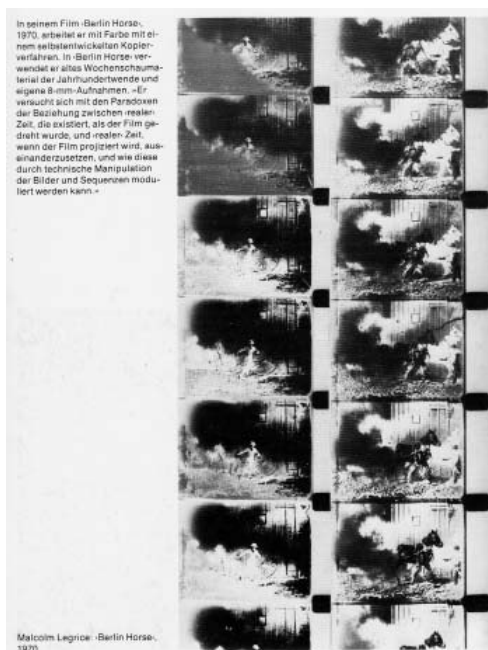 In seinem Film ›Berlin Horse‹,
1970, arbeitet er mit Farbe mit ei-
nem selbstentwickelten Kopier-
verfahren. In ›Berlin Horse‹ ver-
wendet er altes Wochenschauma-
terial der Jahrhundertwende und
eigene 8-mm-Aufnahmen. »Er
versucht sich mit den Paradoxen
der Beziehung zwischen ›realer‹
Zeit, die existiert, als der Film ge-
dreht wurde, und ›realer‹ Zeit,
wenn der Film projiziert wird, aus-
einanderzusetzen, und wie diese
durch technische Manipulation
der Bilder und Sequenzen modu-
liert werden kann.«
Malcolm Legrice: ›Berlin Horse‹,
1970